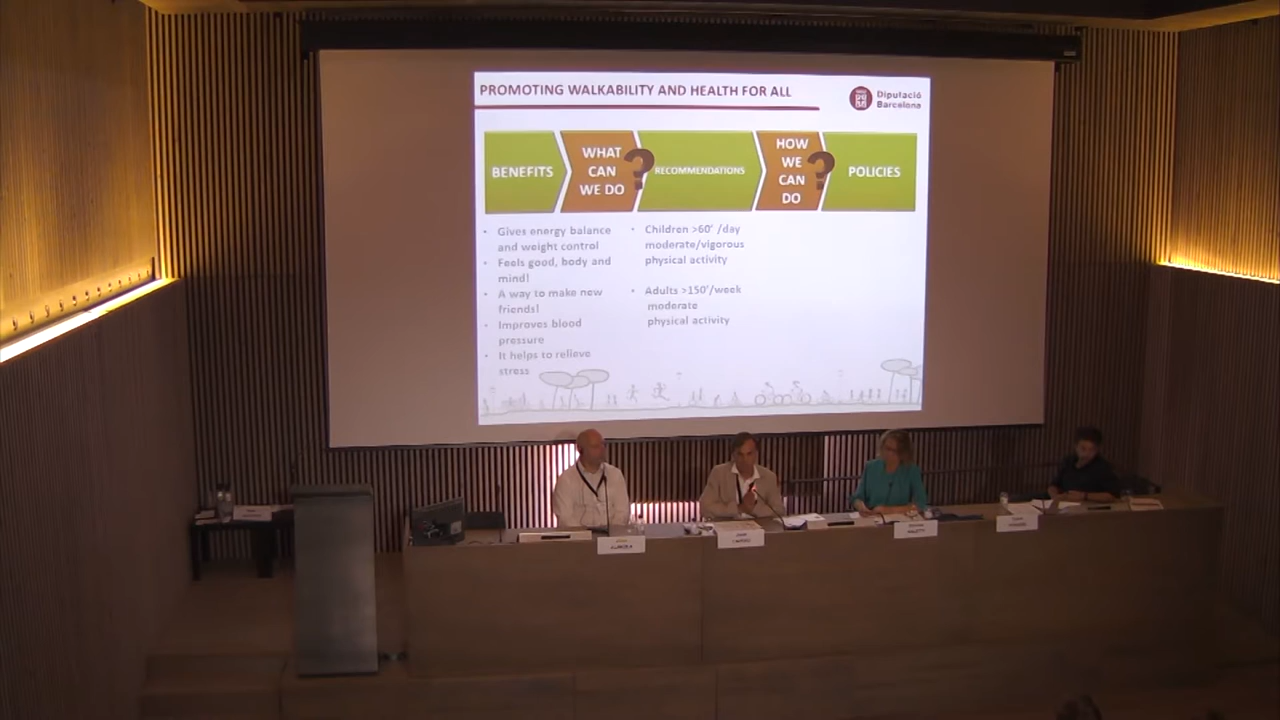 PROMOTING WALKABILITY AND HEALTH FOR ALL
Diputació
Barcelona
BENEFITS
WHAT
CAN
WE DO
?
RECOMMENDATIONS
HOW
WE
CAN
DO
?
POLICIES
• Gives energy balance
and weight control
• Feels good, body and
mind!
• A way to make new
friends!
• Improves blood
pressure
• It helps to relieve
stress
• Children >60' /day
moderate/vigorous
physical activity
• Adults >150'/week
moderate
physical activity